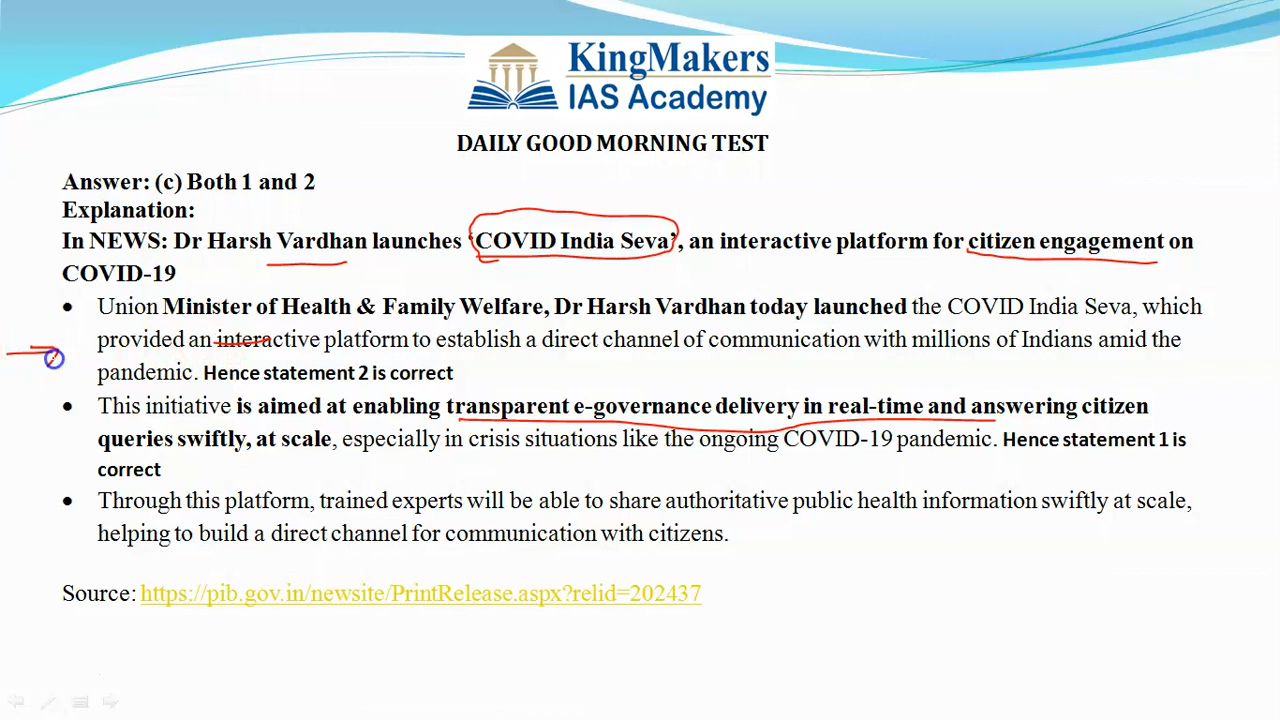 KingMakers
IAS Academy
DAILY GOOD MORNING TEST
Answer: (c) Both 1 and 2
Explanation:
In NEWS: Dr Harsh Vardhan launches ‘COVID India Seva’, an interactive platform for citizen engagement on
COVID-19
• Union Minister of Health & Family Welfare, Dr Harsh Vardhan today launched the COVID India Seva, which
provided an interactive platform to establish a direct channel of communication with millions of Indians amid the
pandemic. Hence statement 2 is correct
• This initiative is aimed at enabling transparent e-governance delivery in real-time and answering citizen
queries swiftly, at scale, especially in crisis situations like the ongoing COVID-19 pandemic. Hence statement 1 is
correct
• Through this platform, trained experts will be able to share authoritative public health information swiftly at scale,
helping to build a direct channel for communication with citizens.
Source: https://pib.gov.in/newsite/PrintRelease.aspx?relid=202437